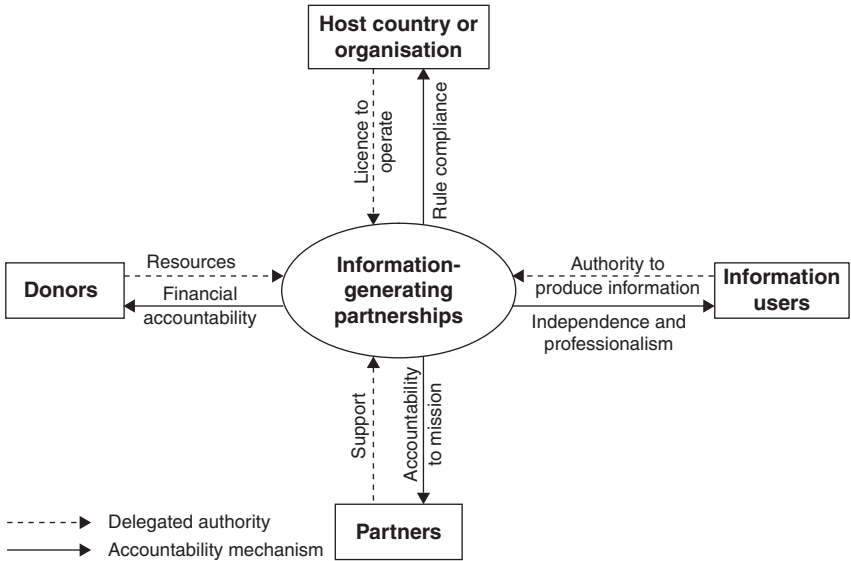 Host country or
organisation
Licence to
operate
Rule compliance
Donors
Resources
Financial
accountability
Information-
generating
partnerships
Authority to
produce information
Independence and
professionalism
Information
users
Support
Accountability
to mission
Partners
Delegated authority
Accountability mechanism